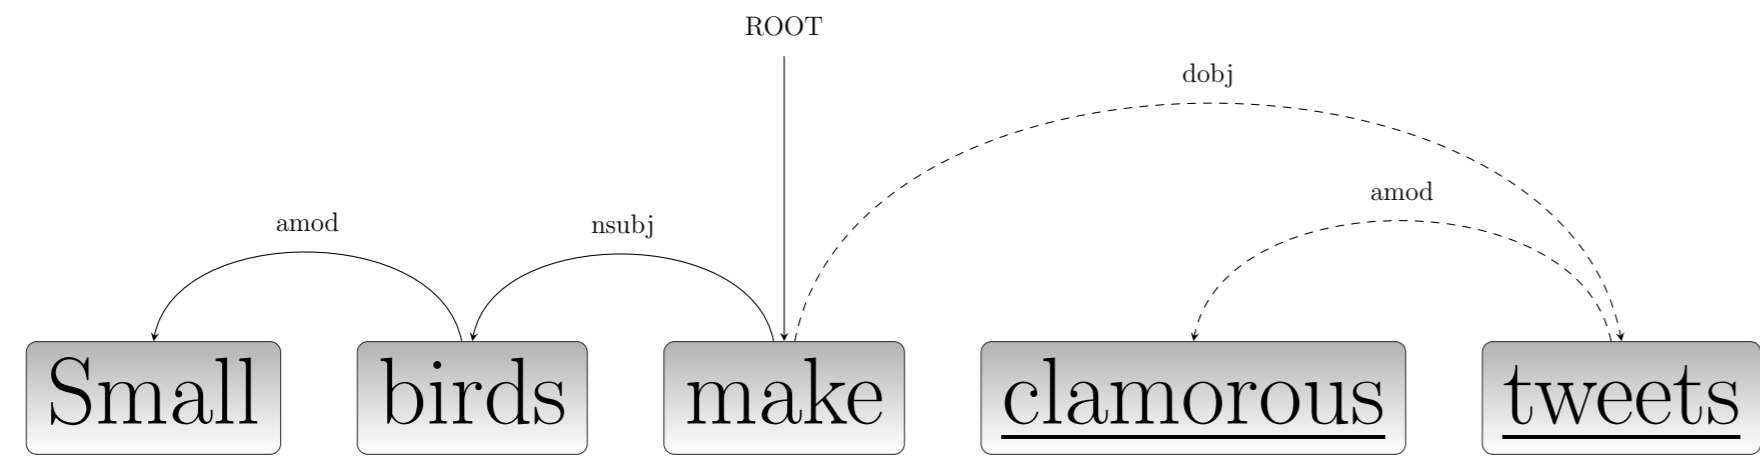 ROOT
dobj
amod
amod nsubj
Small birds make clamorous tweets